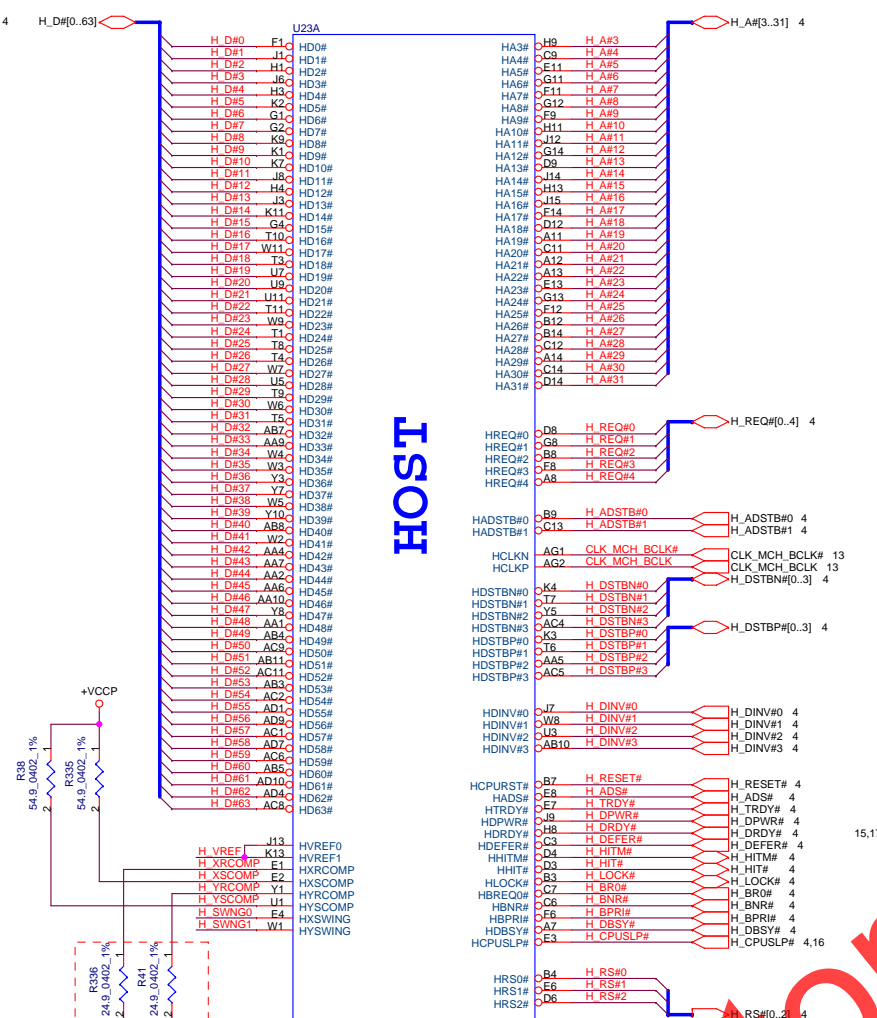 4 H_D#[0..63]
U23A
H_D#0 F1 HD0#
H_D#1 J1 HD1#
H_D#2 H1 HD2#
H_D#3 J6 HD3#
H_D#4 H3 HD4#
H_D#5 K2 HD5#
H_D#6 G1 HD6#
H_D#7 G2 HD7#
H_D#8 K9 HD8#
H_D#9 K1 HD9#
H_D#10 K7 HD10#
H_D#11 J8 HD11#
H_D#12 H4 HD12#
H_D#13 J3 HD13#
H_D#14 K11 HD14#
H_D#15 G4 HD15#
H_D#16 T10 HD16#
H_D#17 W11 HD17#
H_D#18 T3 HD18#
H_D#19 U7 HD19#
H_D#20 U9 HD20#
H_D#21 U11 HD21#
H_D#22 T11 HD22#
H_D#23 W9 HD23#
H_D#24 T1 HD24#
H_D#25 T8 HD25#
H_D#26 T4 HD26#
H_D#27 W7 HD27#
H_D#28 U5 HD28#
H_D#29 T9 HD29#
H_D#30 W6 HD30#
H_D#31 T5 HD31#
H_D#32 AB7 HD32#
H_D#33 AA9 HD33#
H_D#34 W4 HD34#
H_D#35 W3 HD35#
H_D#36 Y3 HD36#
H_D#37 Y7 HD37#
H_D#38 W5 HD38#
H_D#39 Y10 HD39#
H_D#40 AB8 HD40#
H_D#41 W2 HD41#
H_D#42 AA4 HD42#
H_D#43 AA7 HD43#
H_D#44 AA2 HD44#
H_D#45 AA6 HD45#
H_D#46 AA10 HD46#
H_D#47 Y8 HD47#
H_D#48 AA1 HD48#
H_D#49 AB4 HD49#
H_D#50 AC9 HD50#
H_D#51 AB11 HD51#
H_D#52 AC11 HD52#
H_D#53 AB3 HD53#
H_D#54 AC2 HD54#
H_D#55 AD1 HD55#
H_D#56 AD9 HD56#
H_D#57 AC1 HD57#
H_D#58 AD7 HD58#
H_D#59 AC6 HD59#
H_D#60 AB5 HD60#
H_D#61 AD10 HD61#
H_D#62 AD4 HD62#
H_D#63 AC8 HD63#
+VCCP
R38
54.9_0402_1%
1
2
R335
54.9_0402_1%
1
2
J13 HVREF0
H_VREF K13 HVREF1
H_XRCOMP E1 HXRCOMP
H_XSCOMP E2 HXSCOMP
H_YRCOMP Y1 HYRCOMP
H_YSCOMP U1 HYSCOMP
H_SWNG0 E4 HXSWING
H_SWNG1 W1 HYSWING
R336
24.9_0402_1%
1
2
R41
24.9_0402_1%
1
2
HOST
H_A#[3..31] 4
HA3# H9 H_A#3
HA4# C9 H_A#4
HA5# E11 H_A#5
HA6# G11 H_A#6
HA7# F11 H_A#7
HA8# G12 H_A#8
HA9# F9 H_A#9
HA10# H11 H_A#10
HA11# J12 H_A#11
HA12# G14 H_A#12
HA13# D9 H_A#13
HA14# J14 H_A#14
HA15# H13 H_A#15
HA16# J15 H_A#16
HA17# F14 H_A#17
HA18# D12 H_A#18
HA19# A11 H_A#19
HA20# C11 H_A#20
HA21# A12 H_A#21
HA22# A13 H_A#22
HA23# E13 H_A#23
HA24# G13 H_A#24
HA25# F12 H_A#25
HA26# B12 H_A#26
HA27# B14 H_A#27
HA28# C12 H_A#28
HA29# A14 H_A#29
HA30# C14 H_A#30
HA31# D14 H_A#31
H_REQ#[0..4] 4
HREQ#0 D8 H_REQ#0
HREQ#1 G8 H_REQ#1
HREQ#2 B8 H_REQ#2
HREQ#3 F8 H_REQ#3
HREQ#4 A8 H_REQ#4
HADSTB#0 B9 H_ADSTB#0 H_ADSTB#0 4
HADSTB#1 C13 H_ADSTB#1 H_ADSTB#1 4
HCLKN AG1 CLK_MCH_BCLK# CLK_MCH_BCLK# 13
HCLKP AG2 CLK_MCH_BCLK CLK_MCH_BCLK 13
H_DSTBN#[0..3] 4
HDSTBN#0 K4 H_DSTBN#0
HDSTBN#1 T7 H_DSTBN#1
HDSTBN#2 Y5 H_DSTBN#2
HDSTBN#3 AC4 H_DSTBN#3
H_DSTBP#[0..3] 4
HDSTBP#0 K3 H_DSTBP#0
HDSTBP#1 T6 H_DSTBP#1
HDSTBP#2 AA5 H_DSTBP#2
HDSTBP#3 AC5 H_DSTBP#3
HDINV#0 J7 H_DINV#0 H_DINV#0 4
HDINV#1 W8 H_DINV#1 H_DINV#1 4
HDINV#2 U3 H_DINV#2 H_DINV#2 4
HDINV#3 AB10 H_DINV#3 H_DINV#3 4
HCPURST# B7 H_RESET# H_RESET# 4
HADS# E8 H_ADS# H_ADS# 4
HTRDY# E7 H_TRDY# H_TRDY# 4
HDPWR# J9 H_DPWR# H_DPWR# 4
HDRDY# H8 H_DRDY# H_DRDY# 4
HDEFER# C3 H_DEFER# H_DEFER# 4
HHITM# D4 H_HITM# H_HITM# 4
HHIT# D3 H_HIT# H_HIT# 4
HLOCK# B3 H_LOCK# H_LOCK# 4
HBREQ0# C7 H_BR0# H_BR0# 4
HBNR# C6 H_BNR# H_BNR# 4
HBPRI# F6 H_BPRI# H_BPRI# 4
HDBSY# A7 H_DBSY# H_DBSY# 4
HCPUSLP# E3 H_CPUSLP# H_CPUSLP# 4,16
HRS0# B4 H_RS#0
HRS1# E6 H_RS#1
HRS2# D6 H_RS#2
H_RS#[0..2] 4